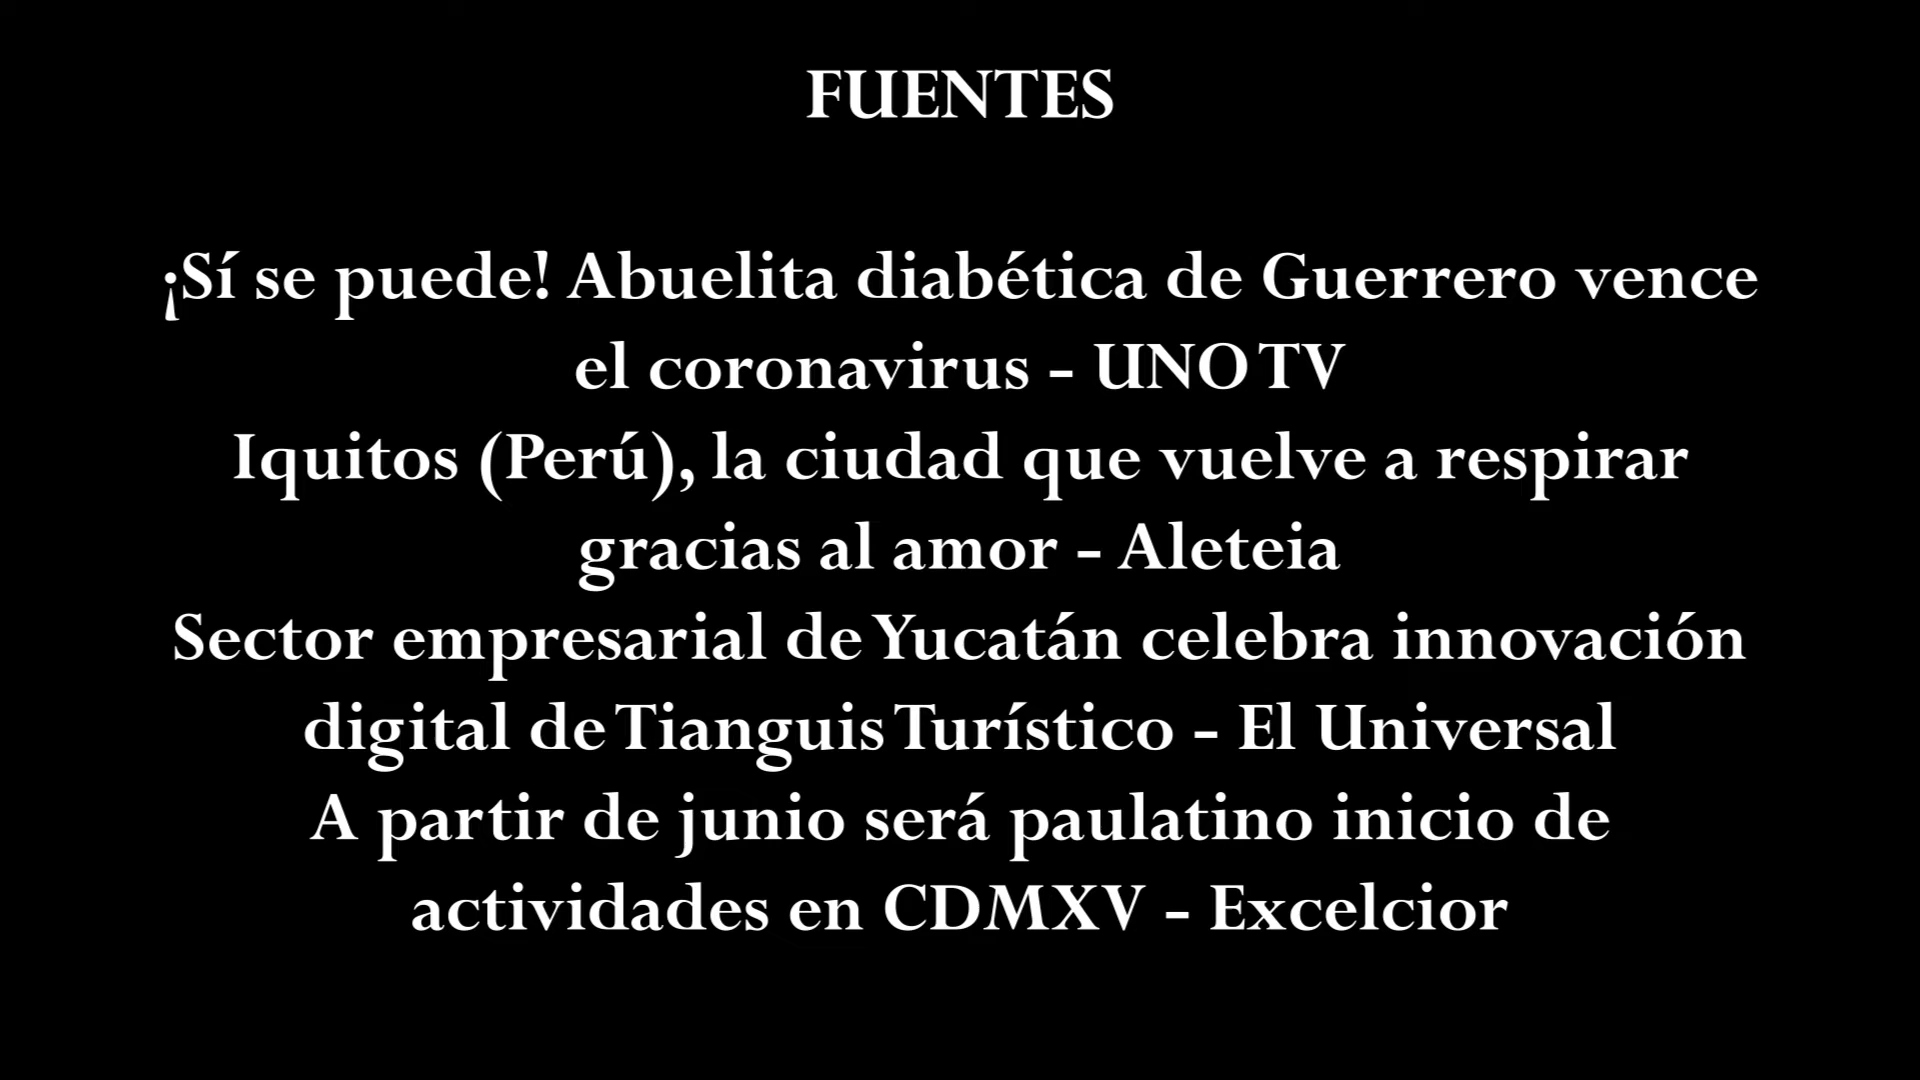 FUENTES
¡Sí se puede! Abuelita diabética de Guerrero vence
el coronavirus - UNO TV
Iquitos (Perú), la ciudad que vuelve a respirar
gracias al amor - Aleteia
Sector empresarial de Yucatán celebra innovación
digital de Tianguis Turístico - El Universal
A partir de junio será paulatino inicio de
actividades en CDMXV - Excelcior